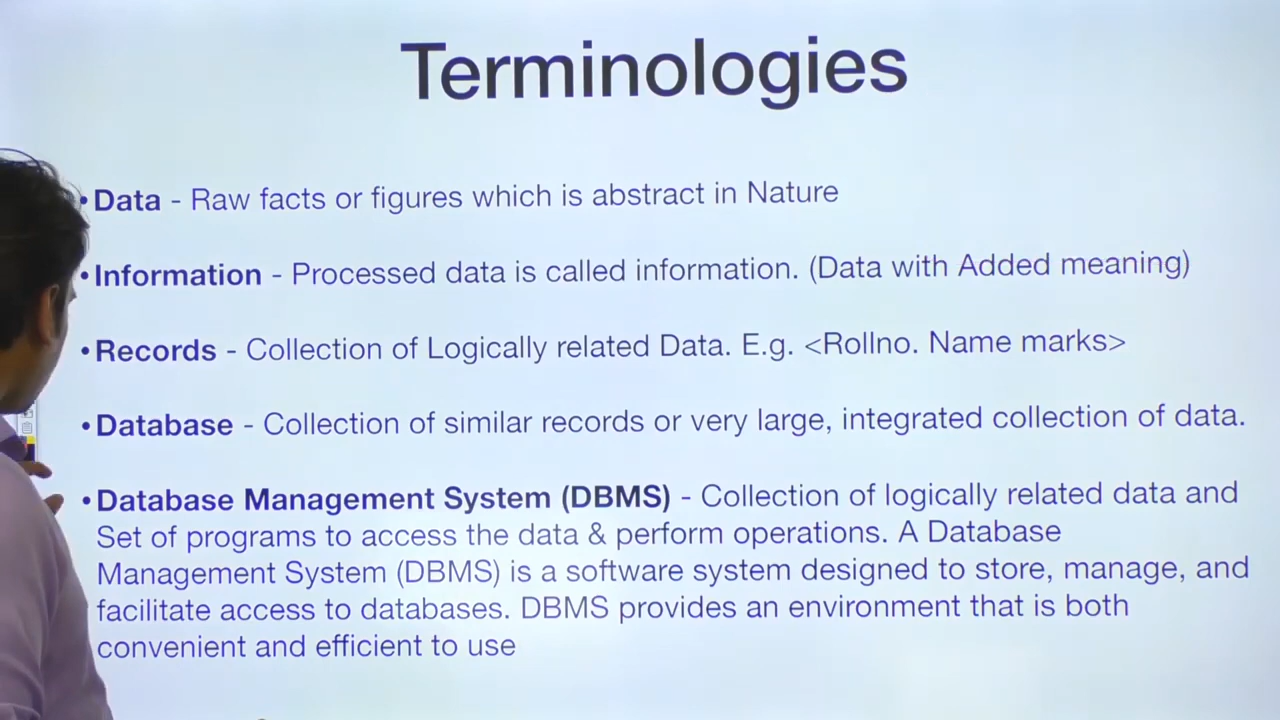 Terminologies
• Data - Raw facts or figures which is abstract in Nature
• Information - Processed data is called information. (Data with Added meaning)
• Records - Collection of Logically related Data. E.g. <Rollno. Name marks>
• Database - Collection of similar records or very large, integrated collection of data.
• Database Management System (DBMS) - Collection of logically related data and
Set of programs to access the data & perform operations. A Database
Management System (DBMS) is a software system designed to store, manage, and
facilitate access to databases. DBMS provides an environment that is both
convenient and efficient to use